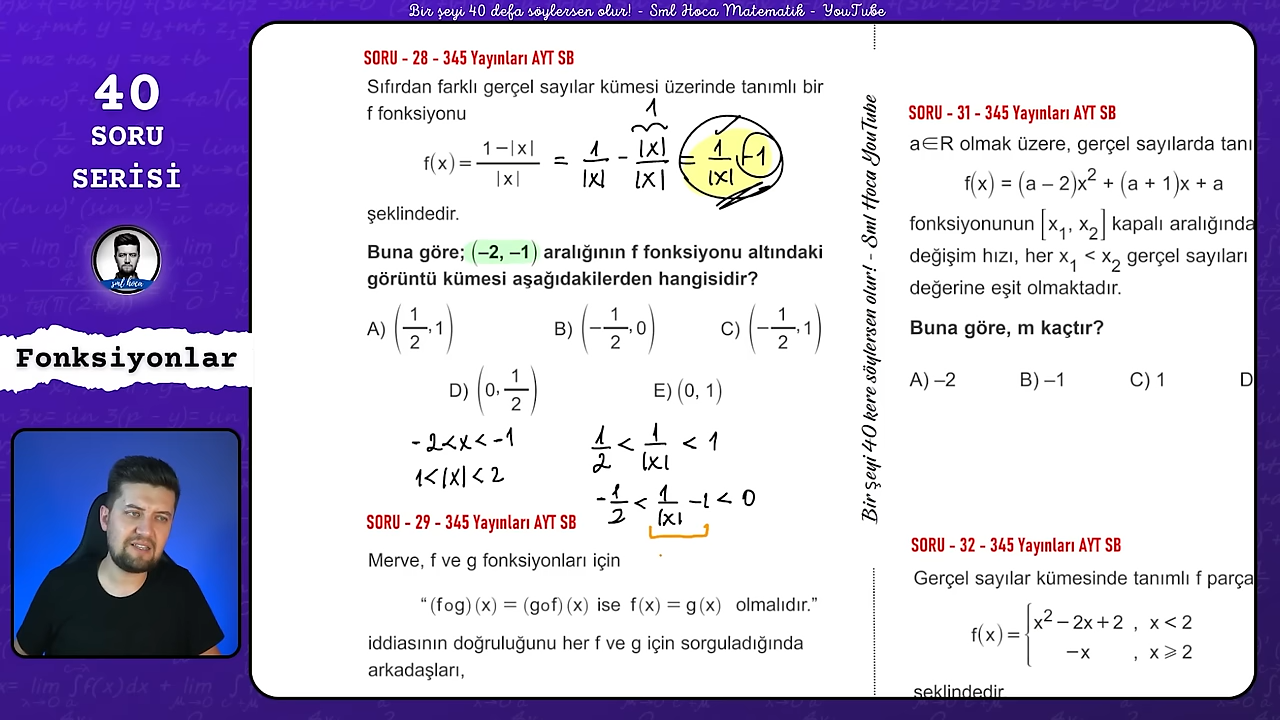 Bir şeyi 40 defa söylersen olur! - Sml Hoca Matematik - YouTube
40
SORU
SERİSİ
sml hoca
Fonksiyonlar
SORU - 28 - 345 Yayınları AYT SB
Sıfırdan farklı gerçel sayılar kümesi üzerinde tanımlı bir
f fonksiyonu
f(x) = 1−|x| / |x| = 1/|x| - |x|/|x| = 1/|x| -1
1
şeklindedir.
Buna göre; (–2, –1) aralığının f fonksiyonu altındaki
görüntü kümesi aşağıdakilerden hangisidir?
A) (1/2, 1) B) (−1/2, 0) C) (−1/2, 1)
D) (0, 1/2) E) (0, 1)
-2<x<-1
1<|x|<2
1/2 < 1/|x| < 1
-1/2 < 1/|x| -1 < 0
SORU - 29 - 345 Yayınları AYT SB
Merve, f ve g fonksiyonları için
“(fog)(x) = (gof)(x) ise f(x) = g(x) olmalıdır.”
iddiasının doğruluğunu her f ve g için sorguladığında
arkadaşları,
Bir şeyi 40 kere söylersen olur! - Sml Hoca YouTube
SORU - 31 - 345 Yayınları AYT SB
a∈R olmak üzere, gerçel sayılarda tanı
f(x) = (a – 2)x² + (a + 1)x + a
fonksiyonunun [x₁, x₂] kapalı aralığında
değişim hızı, her x₁ < x₂ gerçel sayıları
değerine eşit olmaktadır.
Buna göre, m kaçtır?
A) –2 B) –1 C) 1 D
SORU - 32 - 345 Yayınları AYT SB
Gerçel sayılar kümesinde tanımlı f parça
f(x) = { x² − 2x + 2 , x < 2
−x , x ⩾ 2
şeklindedir